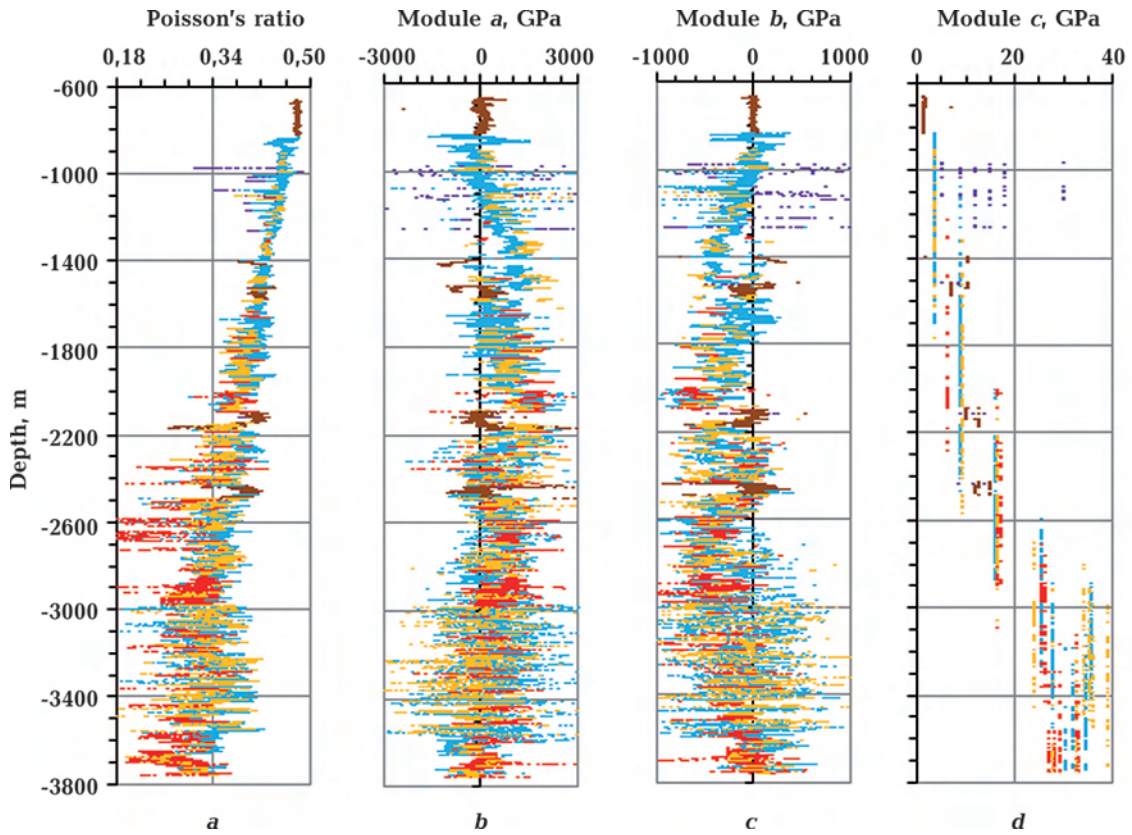 Poisson's ratio
Module a, GPa
Module b, GPa
Module c, GPa
0,18 0,34 0,50
-3000 0 3000
-1000 0 1000
0 20 40
Depth, m
-600
-1000
-1400
-1800
-2200
-2600
-3000
-3400
-3800
a
b
c
d